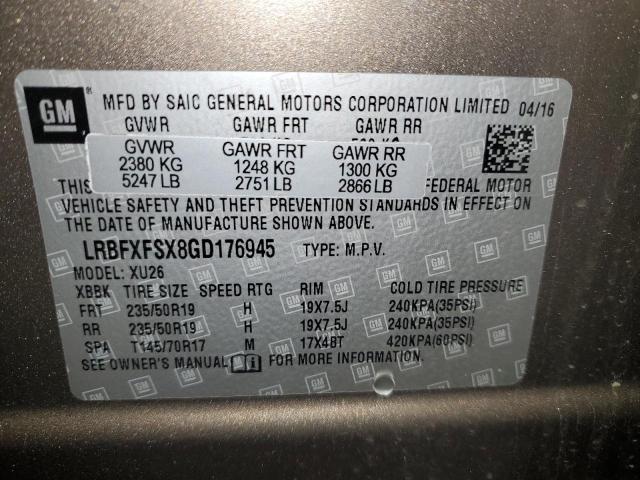 GM ® MFD BY SAIC GENERAL MOTORS CORPORATION LIMITED 04/16
GVWR GAWR FRT GAWR RR
GVWR GAWR FRT GAWR RR
2380 KG 1248 KG 1300 KG
5247 LB 2751 LB 2866 LB
THIS FEDERAL MOTOR
VEHICLE SAFETY AND THEFT PREVENTION STANDARDS IN EFFECT ON
THE DATE OF MANUFACTURE SHOWN ABOVE.
LRBFXFSX8GD176945 TYPE: M.P.V.
MODEL: XU26
XBBK TIRE SIZE SPEED RTG RIM COLD TIRE PRESSURE
FRT 235/50R19 H 19X7.5J 240KPA(35PSI)
RR 235/50R19 H 19X7.5J 240KPA(35PSI)
SPA T145/70R17 M 17X4BT 420KPA(60PSI)
SEE OWNER'S MANUAL FOR MORE INFORMATION